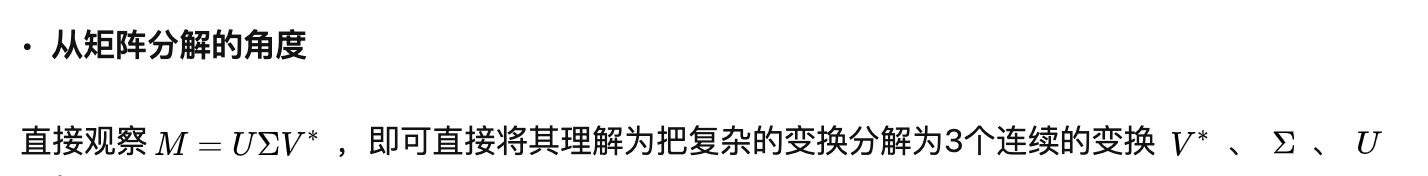 • 从矩阵分解的角度
直接观察 M = UΣV* ，即可直接将其理解为把复杂的变换分解为3个连续的变换 V* 、 Σ 、 U